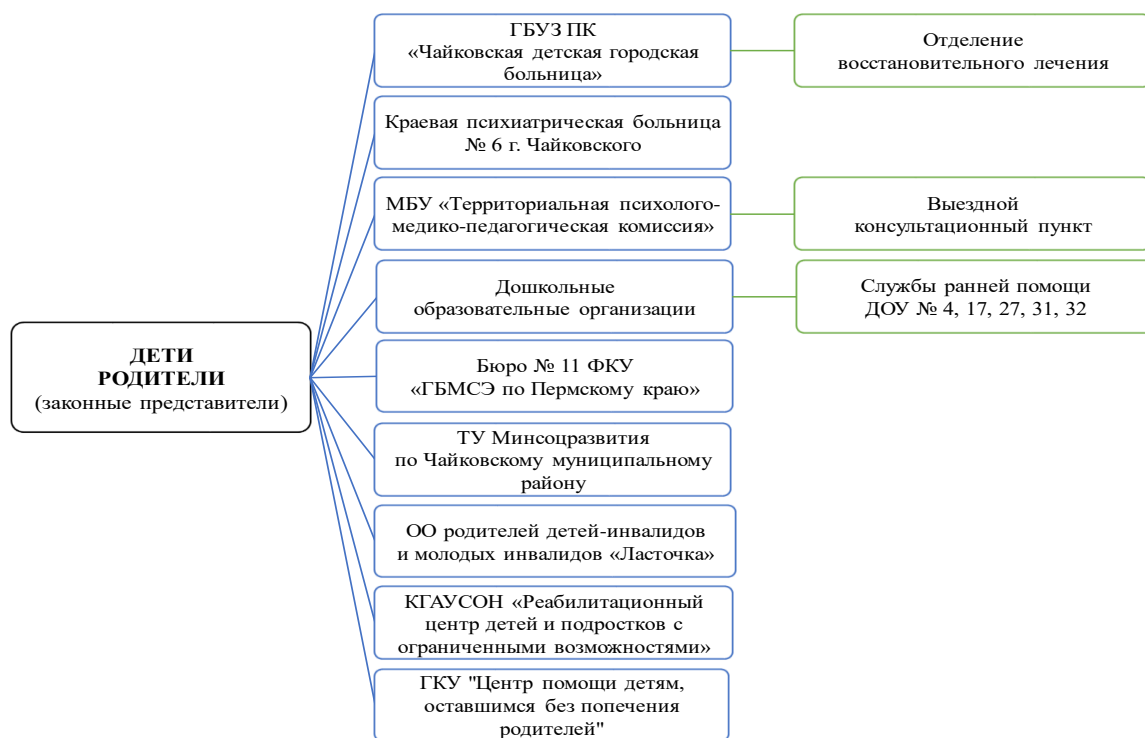 ГБУЗ ПК
«Чайковская детская городская
больница»
Отделение
восстановительного лечения
Краевая психиатрическая больница
№ 6 г. Чайковского
МБУ «Территориальная психолого-
медико-педагогическая комиссия»
Выездной
консультационный пункт
Дошкольные
образовательные организации
Службы ранней помощи
ДОУ № 4, 17, 27, 31, 32
ДЕТИ
РОДИТЕЛИ
(законные представители)
Бюро № 11 ФКУ
«ГБМСЭ по Пермскому краю»
ТУ Минсоцразвития
по Чайковскому муниципальному
району
ОО родителей детей-инвалидов
и молодых инвалидов «Ласточка»
КГАУСОН «Реабилитационный
центр детей и подростков с
ограниченными возможностями»
ГКУ "Центр помощи детям,
оставшимся без попечения
родителей"